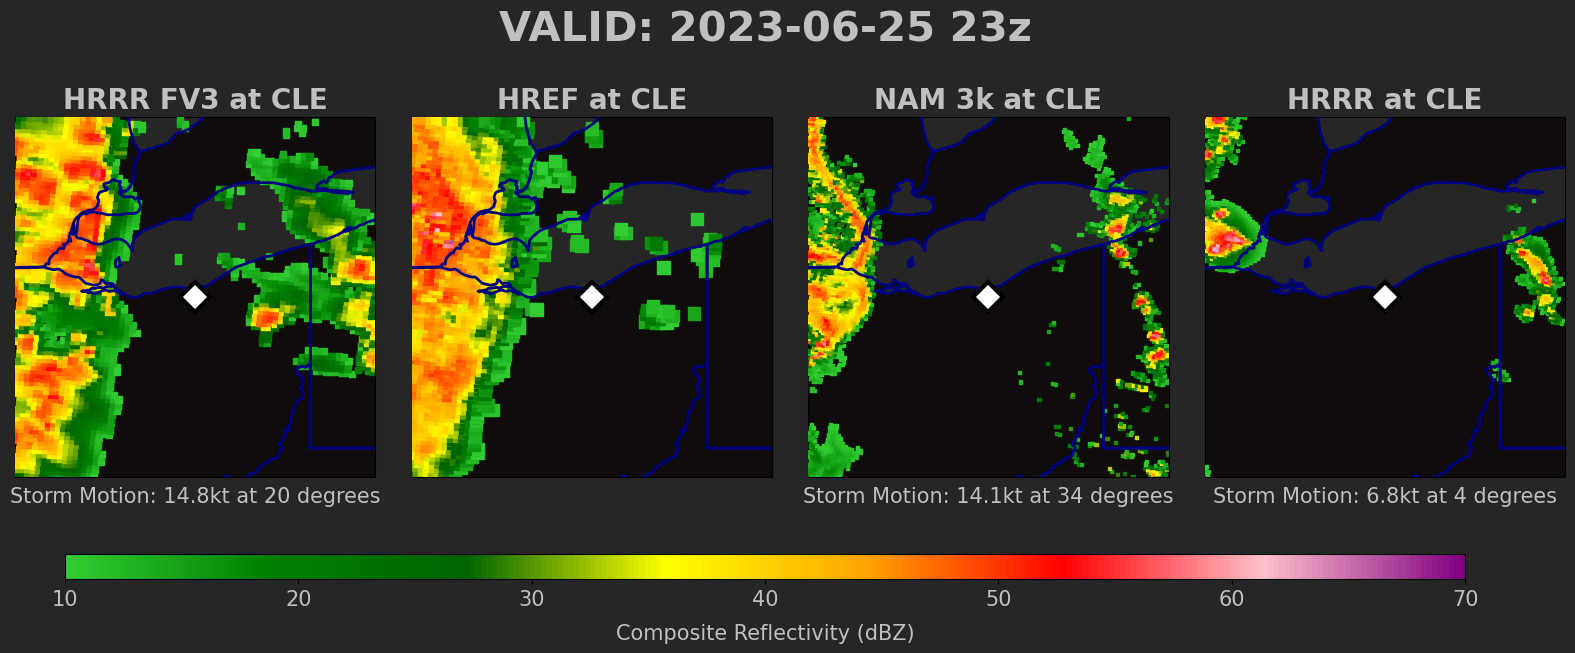 VALID: 2023-06-25 23z
HRRR FV3 at CLE
HREF at CLE
NAM 3k at CLE
HRRR at CLE
Storm Motion: 14.8kt at 20 degrees
Storm Motion: 14.1kt at 34 degrees
Storm Motion: 6.8kt at 4 degrees
10 20 30 40 50 60 70
Composite Reflectivity (dBZ)